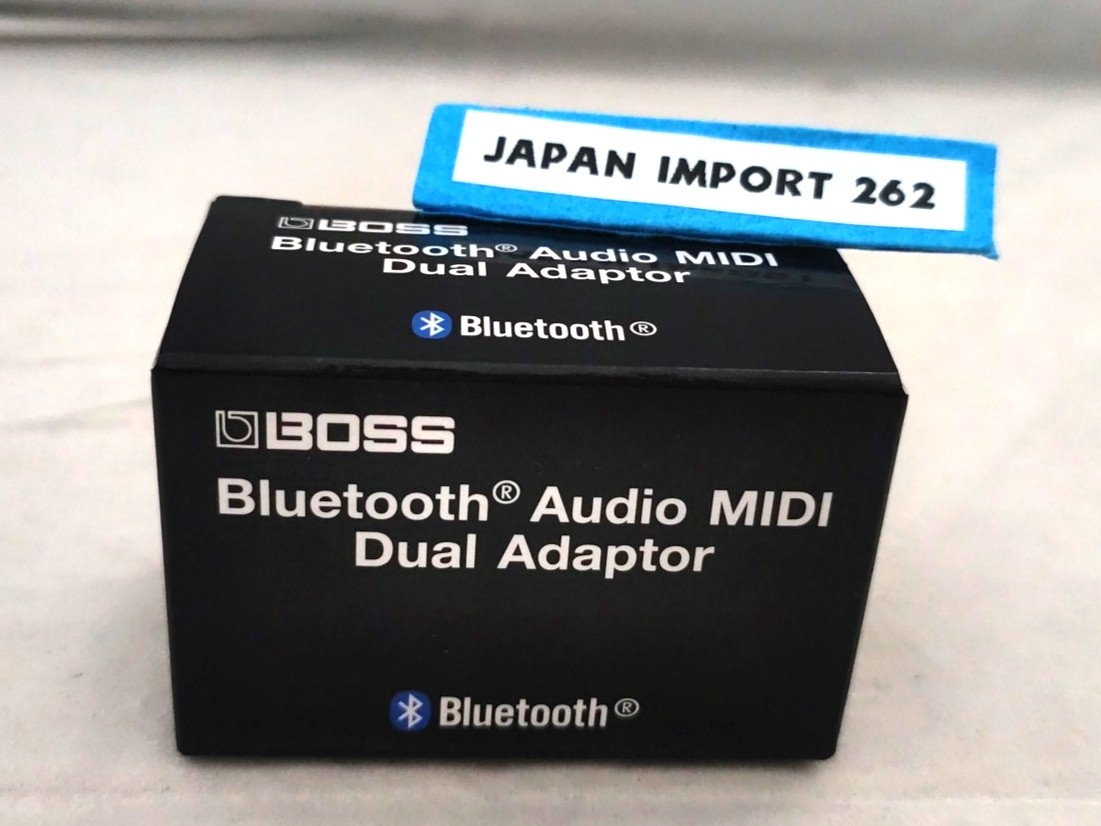 JAPAN IMPORT 262
BOSS
Bluetooth® Audio MIDI
Dual Adaptor
Bluetooth®
BOSS
Bluetooth® Audio MIDI
Dual Adaptor
Bluetooth®